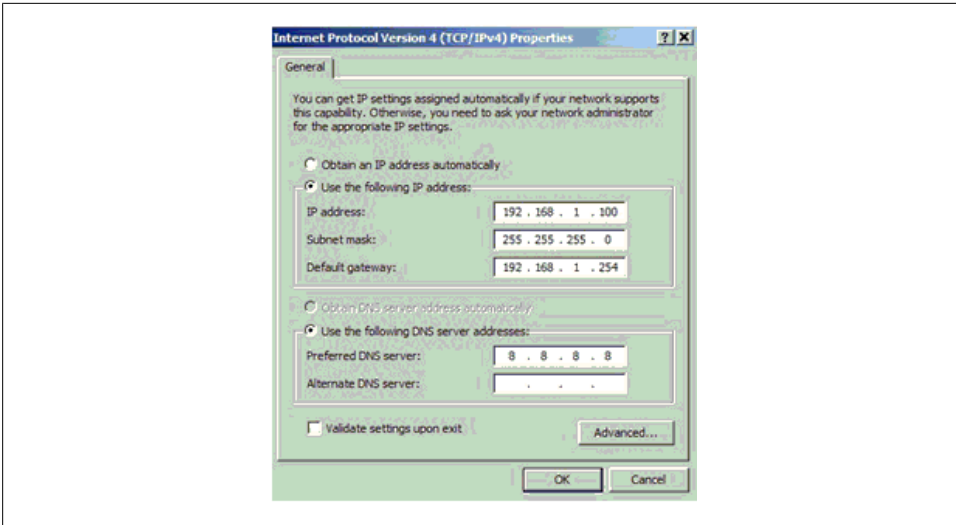 Internet Protocol Version 4 (TCP/IPv4) Properties
General
You can get IP settings assigned automatically if your network supports
this capability. Otherwise, you need to ask your network administrator
for the appropriate IP settings.
Obtain an IP address automatically
Use the following IP address:
IP address: 192 . 168 . 1 . 100
Subnet mask: 255 . 255 . 255 . 0
Default gateway: 192 . 168 . 1 . 254
Obtain DNS server address automatically
Use the following DNS server addresses:
Preferred DNS server: 8 . 8 . 8 . 8
Alternate DNS server: . . .
Validate settings upon exit
Advanced...
OK Cancel